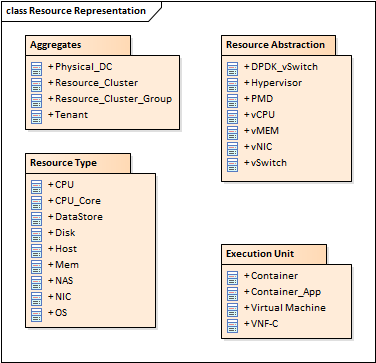 class Resource Representation
Aggregates
+ Physical_DC
+ Resource_Cluster
+ Resource_Cluster_Group
+ Tenant
Resource Abstraction
+ DPDK_vSwitch
+ Hypervisor
+ PMD
+ vCPU
+ vMEM
+ vNIC
+ vSwitch
Resource Type
+ CPU
+ CPU_Core
+ DataStore
+ Disk
+ Host
+ Mem
+ NAS
+ NIC
+ OS
Execution Unit
+ Container
+ Container_App
+ Virtual Machine
+ VNF-C